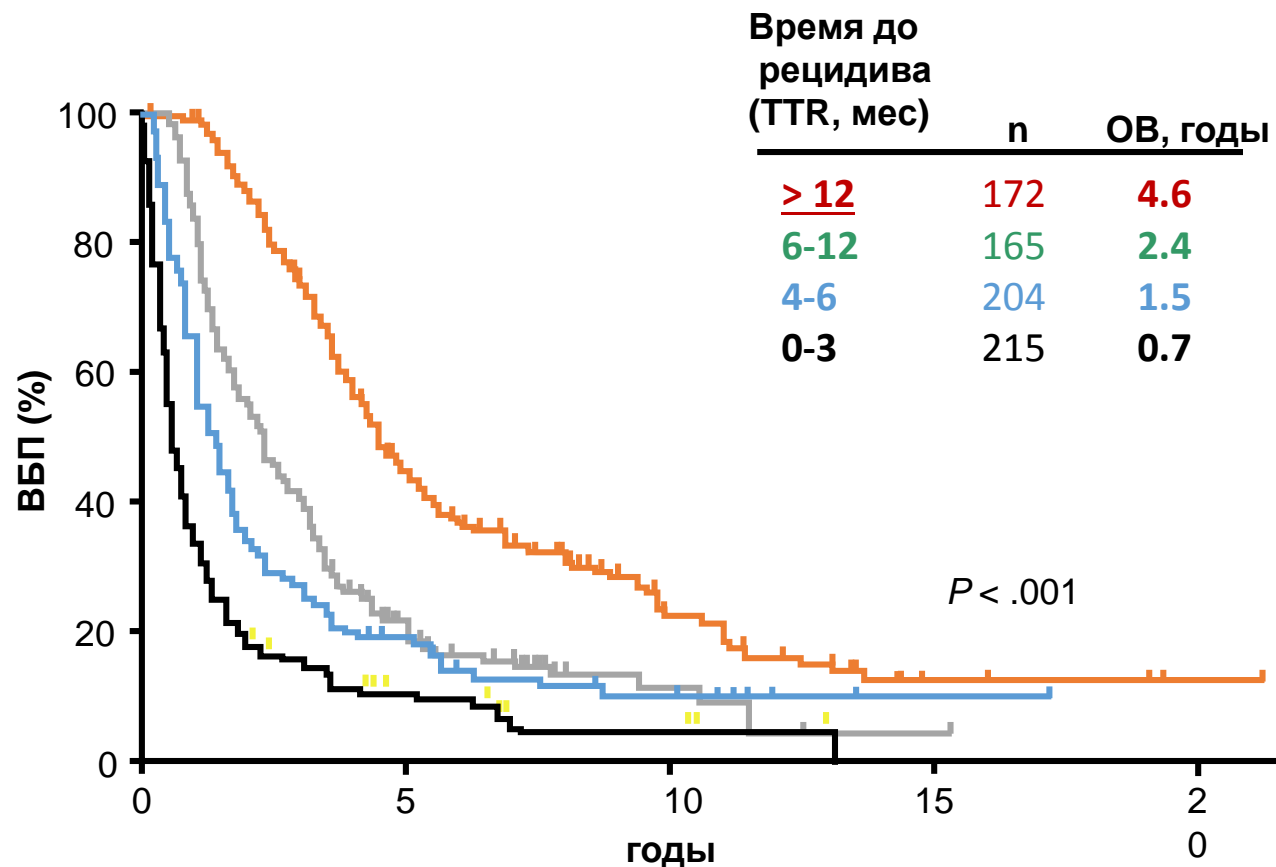 Время до
рецидива
(TTR, мес)
n
ОВ, годы
> 12 172 4.6
6-12 165 2.4
4-6 204 1.5
0-3 215 0.7
ВБП (%)
100
80
60
40
20
0
P < .001
0 5 10 15 2
0
годы